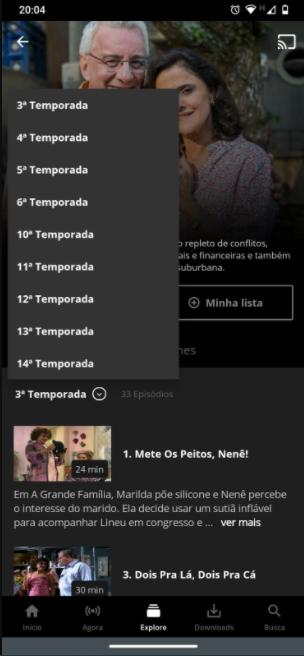 20:04
H
3ª Temporada
4ª Temporada
5ª Temporada
6ª Temporada
10ª Temporada
11ª Temporada
12ª Temporada
13ª Temporada
14ª Temporada
o repleto de conflitos,
ais e financeiras e também
suburbana.
Minha lista
nes
3ª Temporada
33 Episódios
24 min
1. Mete Os Peitos, Nenê!
Em A Grande Família, Marilda põe silicone e Nenê percebe
o interesse do marido. Ela decide usar um sutiã inflável
para acompanhar Lineu em congresso e ... ver mais
30 min
3. Dois Pra Lá, Dois Pra Cá
Início
Agora
Explore
Downloads
Busca